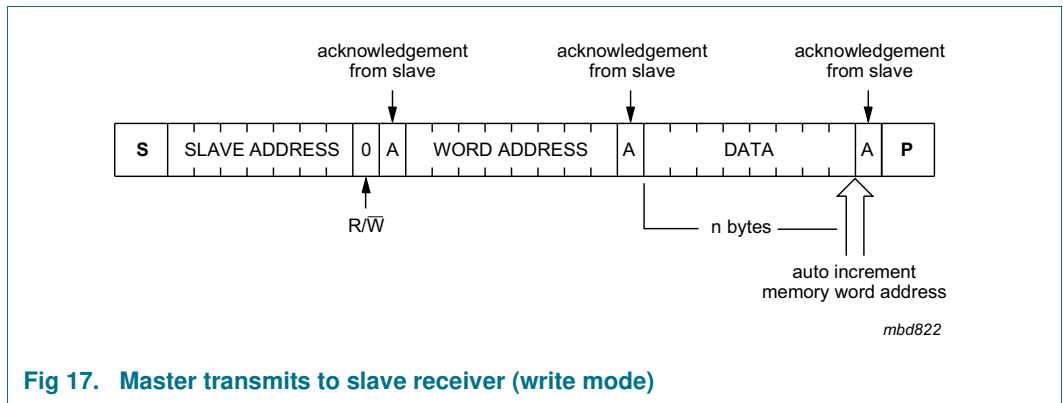 acknowledgement from slave
acknowledgement from slave
acknowledgement from slave
S SLAVE ADDRESS 0 A WORD ADDRESS A DATA A P
R/W̅
n bytes
auto increment
memory word address
mbd822
Fig 17. Master transmits to slave receiver (write mode)